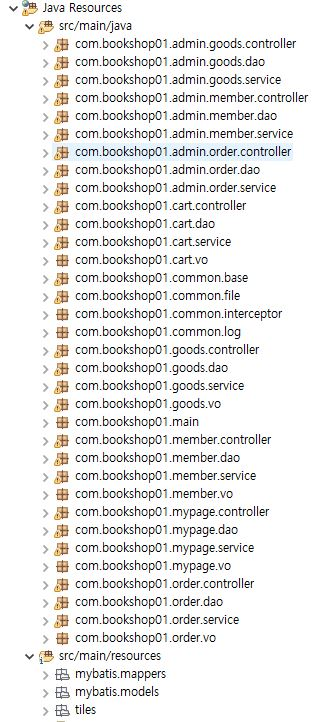 Java Resources
src/main/java
com.bookshop01.admin.goods.controller
com.bookshop01.admin.goods.dao
com.bookshop01.admin.goods.service
com.bookshop01.admin.member.controller
com.bookshop01.admin.member.dao
com.bookshop01.admin.member.service
com.bookshop01.admin.order.controller
com.bookshop01.admin.order.dao
com.bookshop01.admin.order.service
com.bookshop01.cart.controller
com.bookshop01.cart.dao
com.bookshop01.cart.service
com.bookshop01.cart.vo
com.bookshop01.common.base
com.bookshop01.common.file
com.bookshop01.common.interceptor
com.bookshop01.common.log
com.bookshop01.goods.controller
com.bookshop01.goods.dao
com.bookshop01.goods.service
com.bookshop01.goods.vo
com.bookshop01.main
com.bookshop01.member.controller
com.bookshop01.member.dao
com.bookshop01.member.service
com.bookshop01.member.vo
com.bookshop01.mypage.controller
com.bookshop01.mypage.dao
com.bookshop01.mypage.service
com.bookshop01.mypage.vo
com.bookshop01.order.controller
com.bookshop01.order.dao
com.bookshop01.order.service
com.bookshop01.order.vo
src/main/resources
mybatis.mappers
mybatis.models
tiles